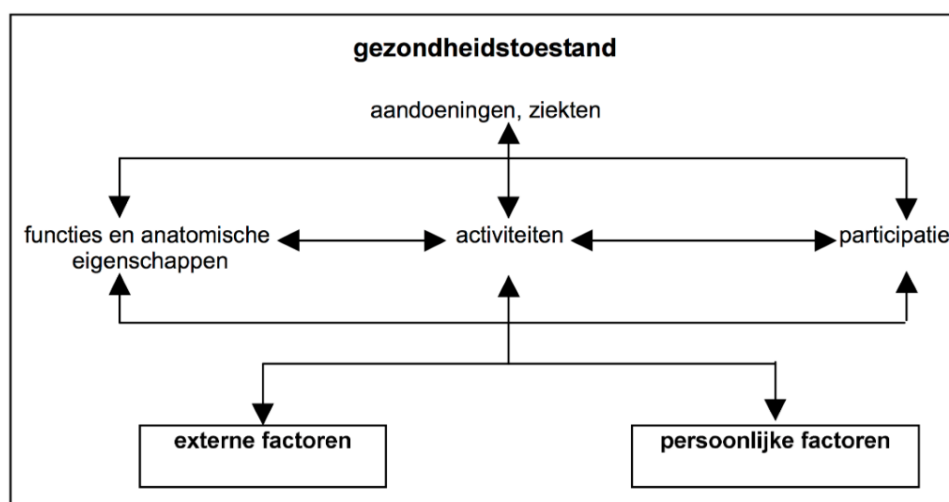 gezondheidstoestand
aandoeningen, ziekten
functies en anatomische
eigenschappen
activiteiten
participatie
externe factoren
persoonlijke factoren